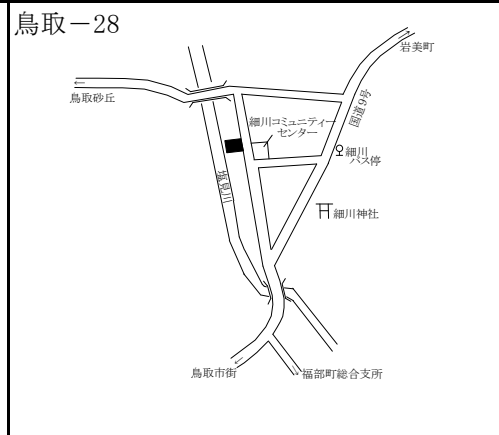 鳥取－28
岩美町
鳥取砂丘
国道9号
細川コミュニティー
センター
細川
バス停
塩見川
細川神社
鳥取市街
福部町総合支所